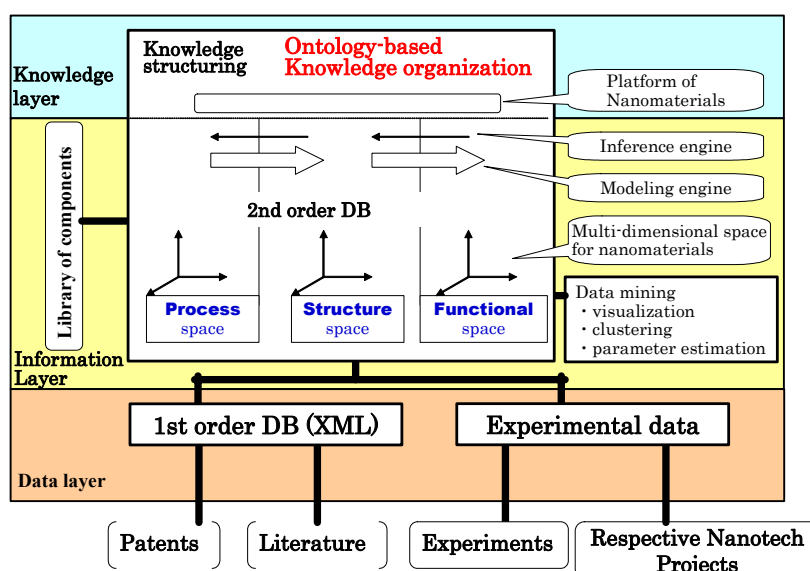 Knowledge
structuring
Ontology-based
Knowledge organization
Knowledge
layer
Platform of
Nanomaterials
Inference engine
Modeling engine
Library of components
2nd order DB
Multi-dimensional space
for nanomaterials
Process
space
Structure
space
Functional
space
Data mining
・visualization
・clustering
・parameter estimation
Information
Layer
1st order DB (XML)
Experimental data
Data layer
Patents
Literature
Experiments
Respective Nanotech
Projects